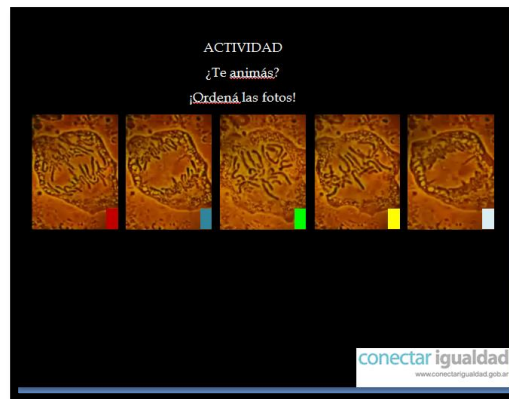 ACTIVIDAD
¿Te animás?
¡Ordená las fotos!
conectar igualdad
www.conectarigualdad.gob.ar